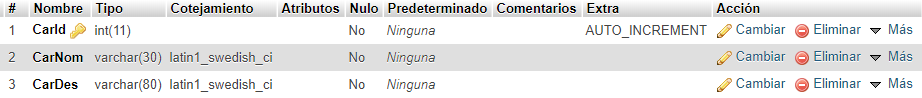 # Nombre Tipo Cotejamiento Atributos Nulo Predeterminado Comentarios Extra Acción
1 CarId int(11) No Ninguna AUTO_INCREMENT Cambiar Eliminar Más
2 CarNom varchar(30) latin1_swedish_ci No Ninguna Cambiar Eliminar Más
3 CarDes varchar(80) latin1_swedish_ci No Ninguna Cambiar Eliminar Más